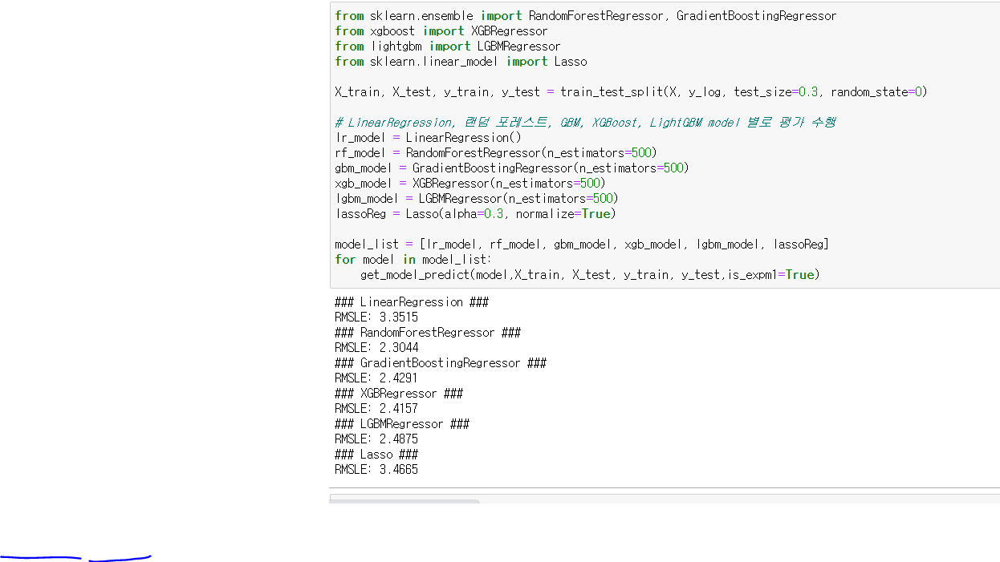 from sklearn.ensemble import RandomForestRegressor, GradientBoostingRegressor
from xgboost import XGBRegressor
from lightgbm import LGBMRegressor
from sklearn.linear_model import Lasso
X_train, X_test, y_train, y_test = train_test_split(X, y_log, test_size=0.3, random_state=0)
# LinearRegression, 랜덤 포레스트, GBM, XGBoost, LightGBM model 별로 평가 수행
lr_model = LinearRegression()
rf_model = RandomForestRegressor(n_estimators=500)
gbm_model = GradientBoostingRegressor(n_estimators=500)
xgb_model = XGBRegressor(n_estimators=500)
lgbm_model = LGBMRegressor(n_estimators=500)
lassoReg = Lasso(alpha=0.3, normalize=True)
model_list = [lr_model, rf_model, gbm_model, xgb_model, lgbm_model, lassoReg]
for model in model_list:
    get_model_predict(model,X_train, X_test, y_train, y_test,is_expm1=True)
### LinearRegression ###
RMSLE: 3.3515
### RandomForestRegressor ###
RMSLE: 2.3044
### GradientBoostingRegressor ###
RMSLE: 2.4291
### XGBRegressor ###
RMSLE: 2.4157
### LGBMRegressor ###
RMSLE: 2.4875
### Lasso ###
RMSLE: 3.4665